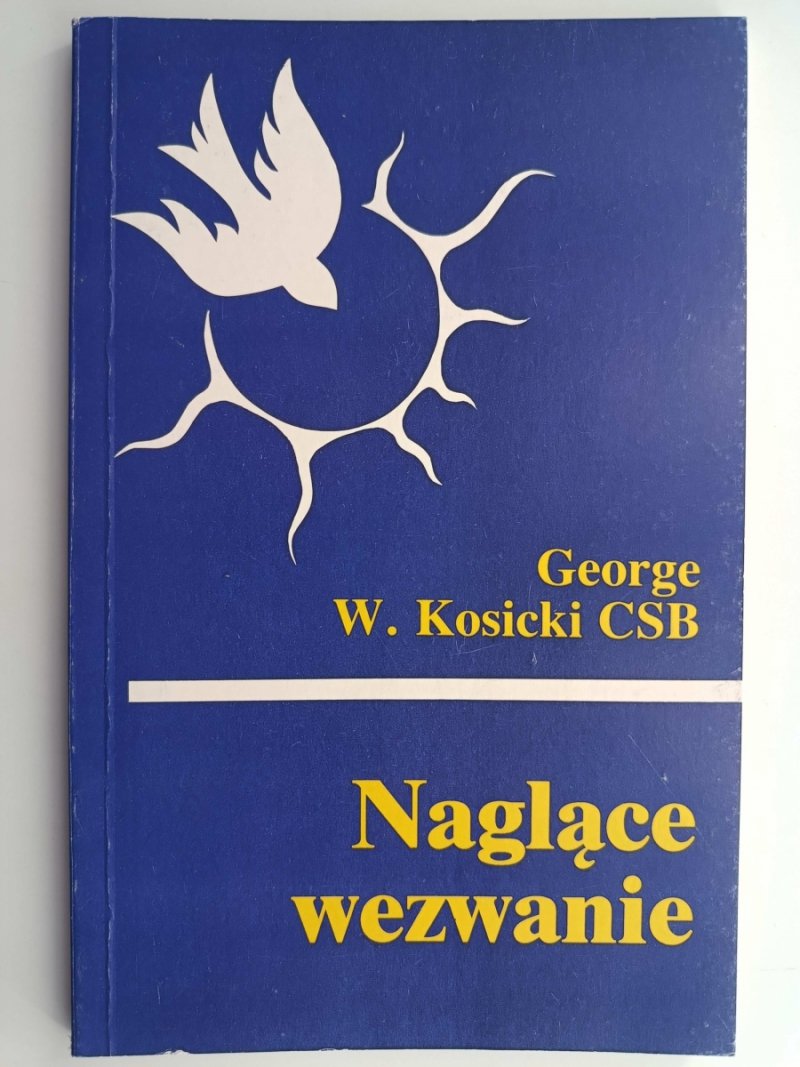 George
W. Kosicki CSB
Naglące
wezwanie